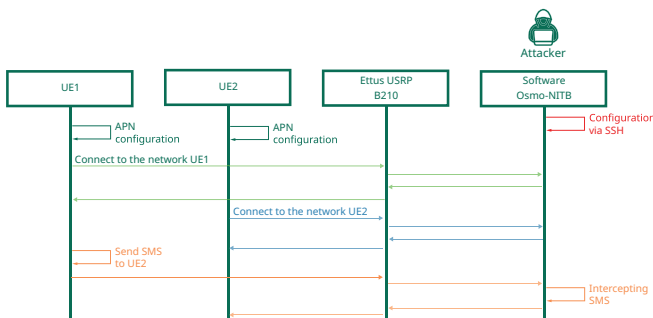 Attacker
UE1
UE2
Ettus USRP
B210
Software
Osmo-NITB
APN
configuration
APN
configuration
Configuration
via SSH
Connect to the network UE1
Connect to the network UE2
Send SMS
to UE2
Intercepting
SMS